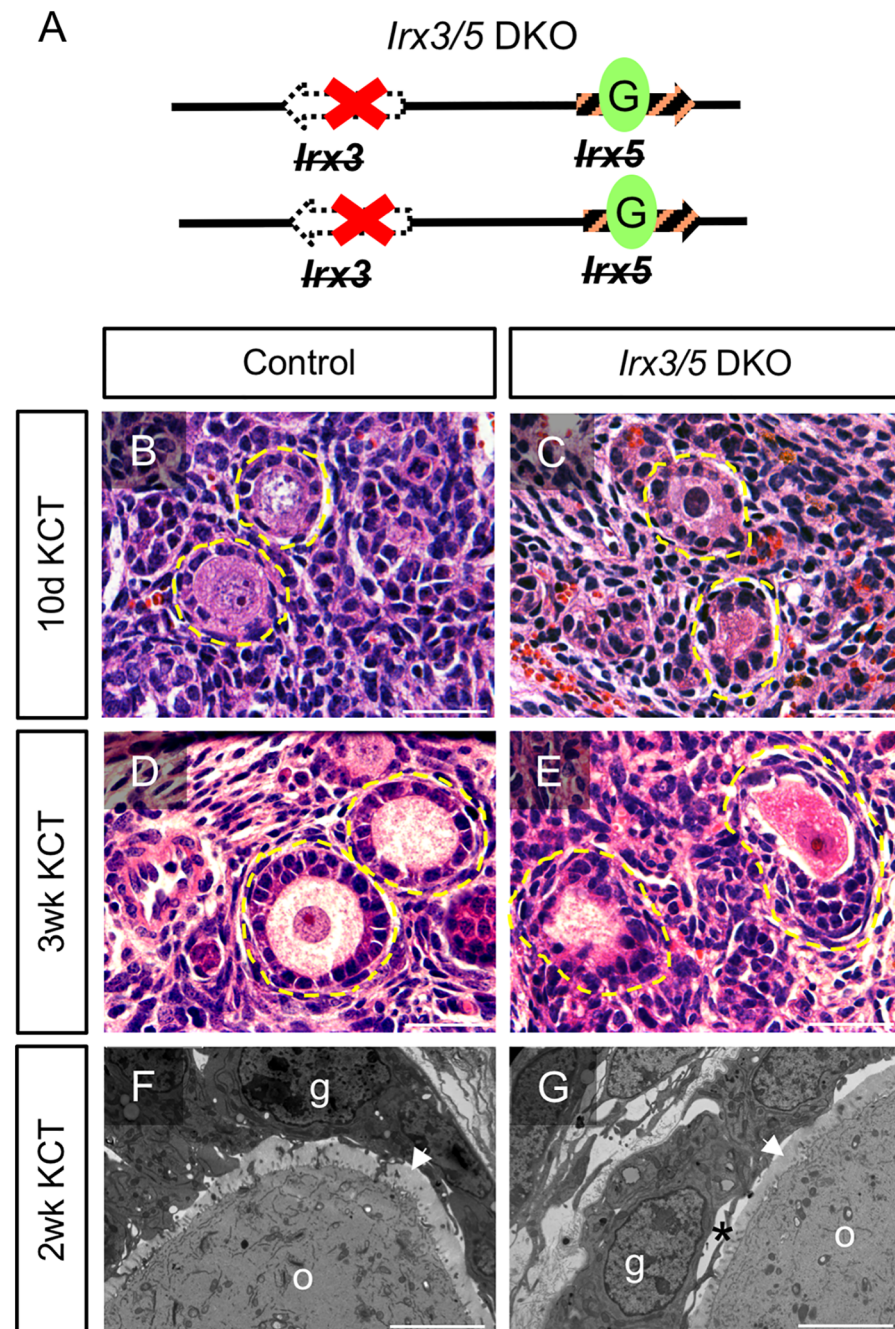 A
Irx3/5 DKO
G
Irx3 Irx5
G
Irx3 Irx5
Control Irx3/5 DKO
10d KCT
B C
3wk KCT
D E
2wk KCT
F G
g
o
g * o